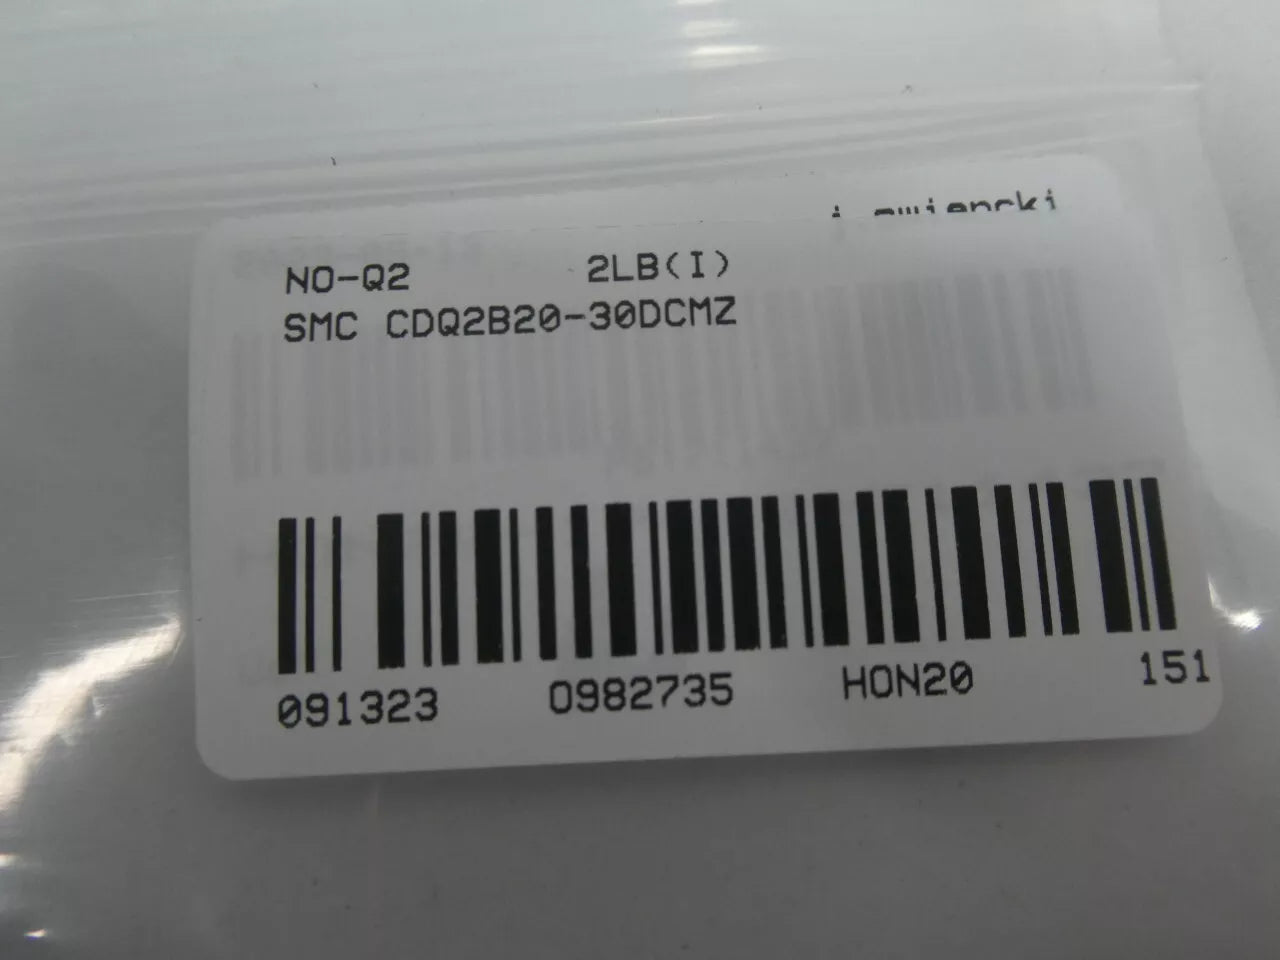 NO-Q2 2LB(I)
SMC CDQ2B20-30DCMZ
091323 0982735 HON20 151